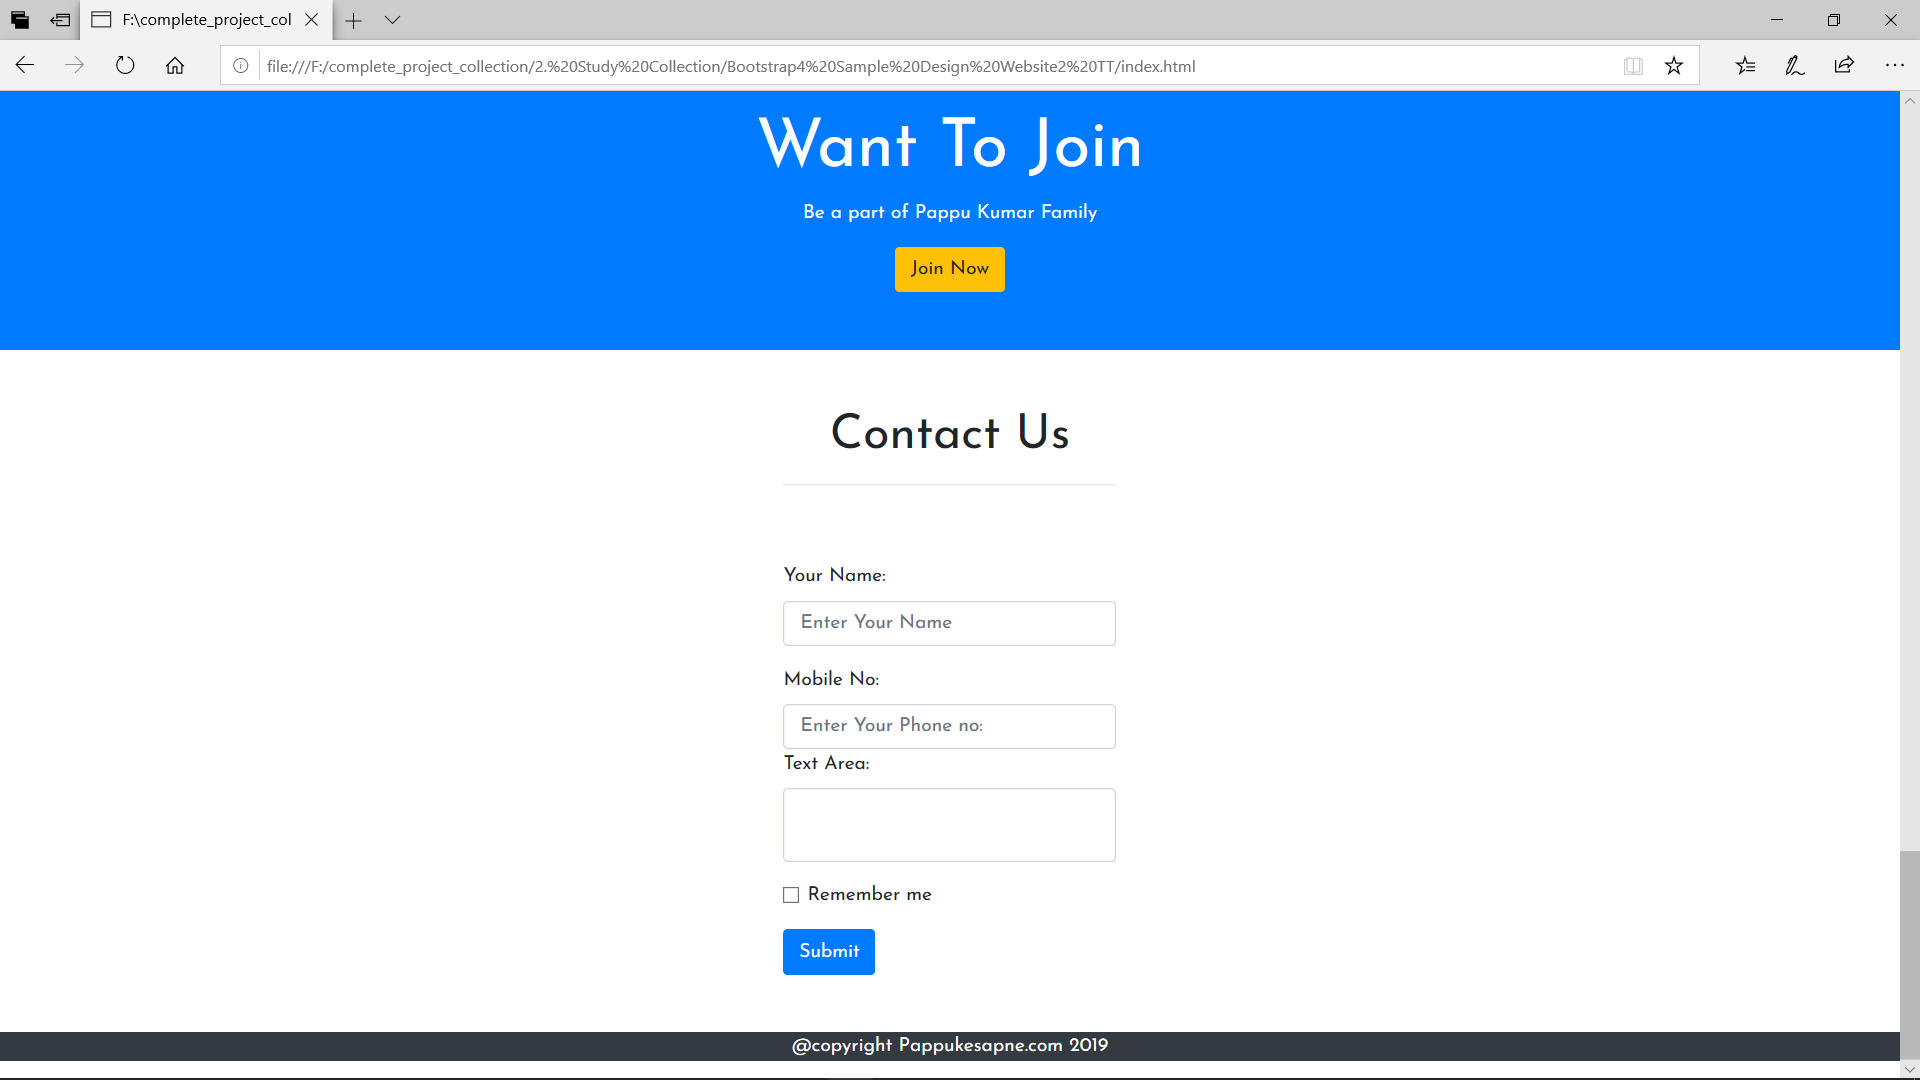 F:\complete_project_col
file:///F:/complete_project_collection/2.%20Study%20Collection/Bootstrap4%20Sample%20Design%20Website2%20TT/index.html
Want To Join
Be a part of Pappu Kumar Family
Join Now
Contact Us
Your Name:
Enter Your Name
Mobile No:
Enter Your Phone no:
Text Area:
Remember me
Submit
@copyright Pappukesapne.com 2019